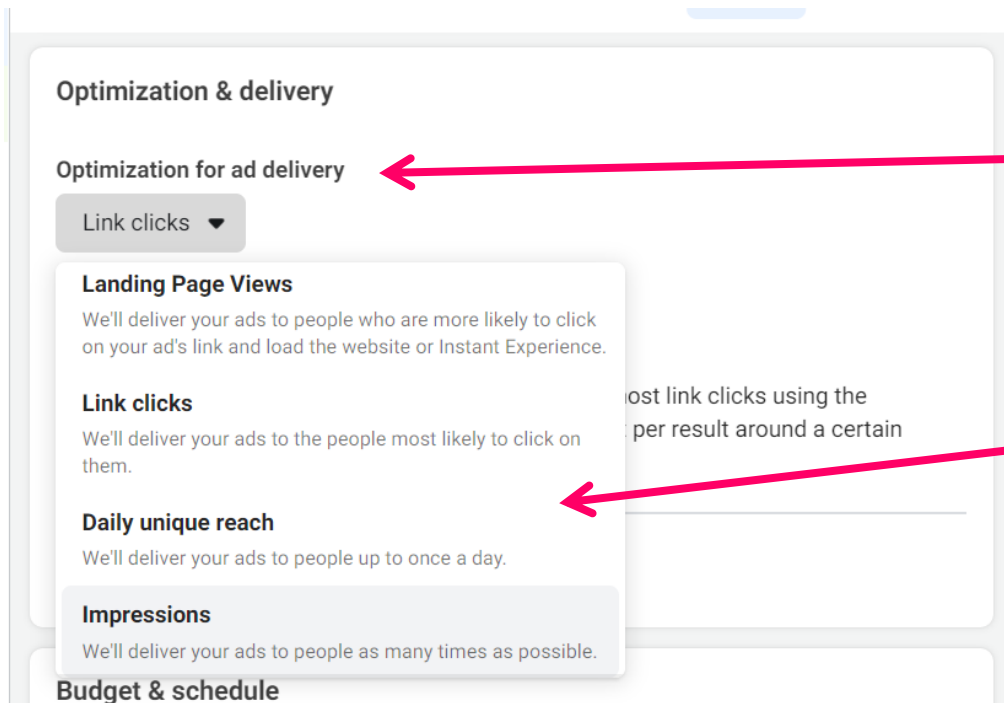 Optimization & delivery
Optimization for ad delivery
Link clicks
Landing Page Views
We'll deliver your ads to people who are more likely to click
on your ad's link and load the website or Instant Experience.
Link clicks
We'll deliver your ads to the people most likely to click on
them.
Daily unique reach
We'll deliver your ads to people up to once a day.
Impressions
We'll deliver your ads to people as many times as possible.
link clicks using the
per result around a certain
Budget & schedule